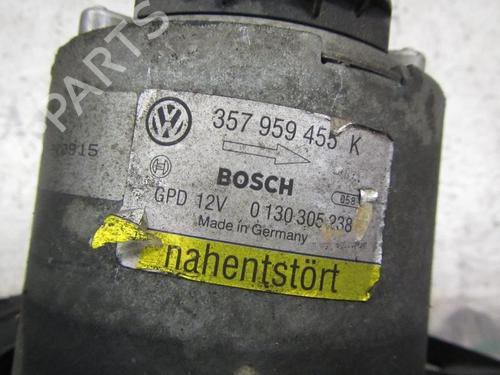 PARTS
357 959 455 K
BOSCH
GPD 12V 0 130 305 238
Made in Germany
nahentstört